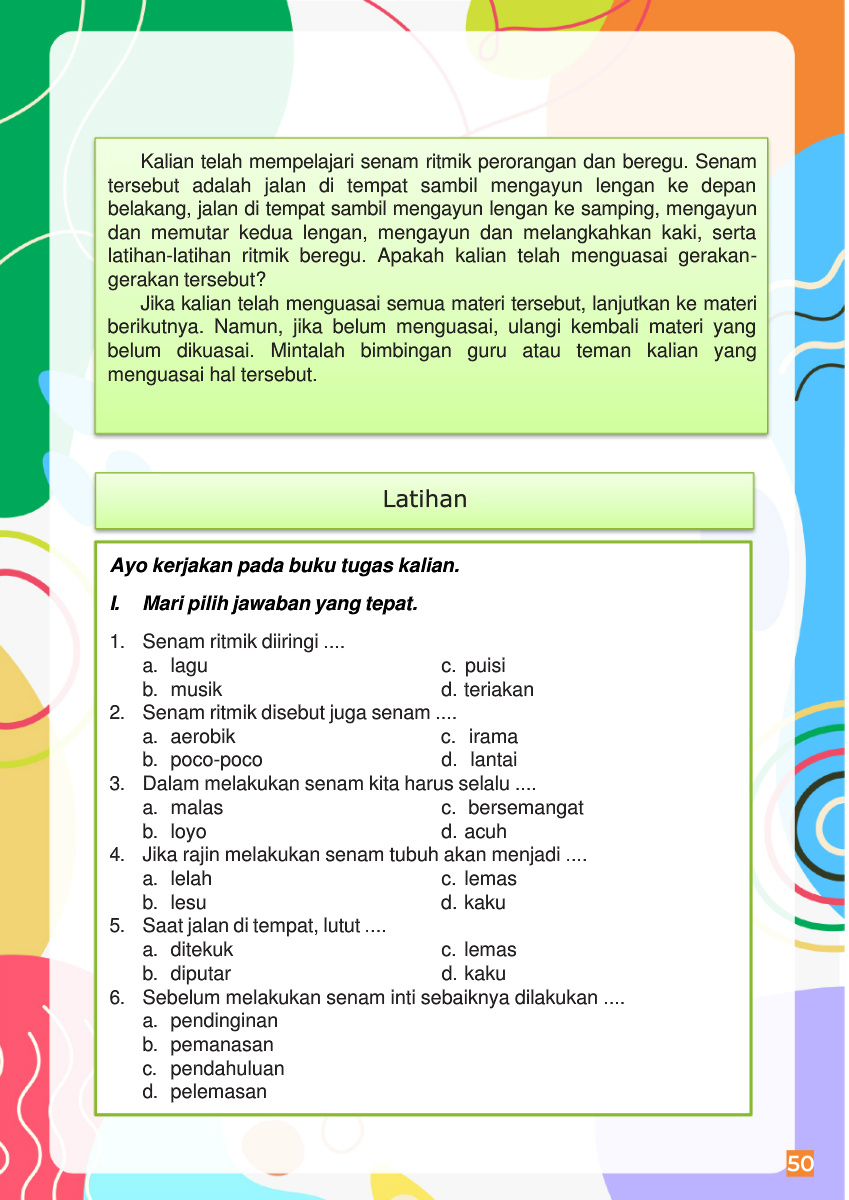 Kalian telah mempelajari senam ritmik perorangan dan beregu. Senam
tersebut adalah jalan di tempat sambil mengayun lengan ke depan
belakang, jalan di tempat sambil mengayun lengan ke samping, mengayun
dan memutar kedua lengan, mengayun dan melangkahkan kaki, serta
latihan-latihan ritmik beregu. Apakah kalian telah menguasai gerakan-
gerakan tersebut?
Jika kalian telah menguasai semua materi tersebut, lanjutkan ke materi
berikutnya. Namun, jika belum menguasai, ulangi kembali materi yang
belum dikuasai. Mintalah bimbingan guru atau teman kalian yang
menguasai hal tersebut.
Latihan
Ayo kerjakan pada buku tugas kalian.
I. Mari pilih jawaban yang tepat.
1. Senam ritmik diiringi ....
a. lagu c. puisi
b. musik d. teriakan
2. Senam ritmik disebut juga senam ....
a. aerobik c. irama
b. poco-poco d. lantai
3. Dalam melakukan senam kita harus selalu ....
a. malas c. bersemangat
b. loyo d. acuh
4. Jika rajin melakukan senam tubuh akan menjadi ....
a. lelah c. lemas
b. lesu d. kaku
5. Saat jalan di tempat, lutut ....
a. ditekuk c. lemas
b. diputar d. kaku
6. Sebelum melakukan senam inti sebaiknya dilakukan ....
a. pendinginan
b. pemanasan
c. pendahuluan
d. pelemasan
50